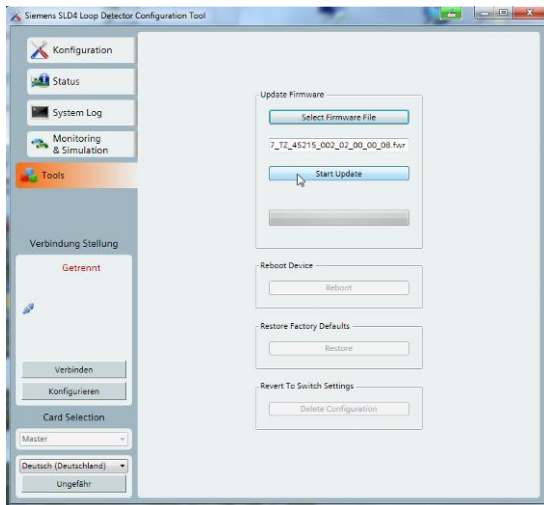 Siemens SLD4 Loop Detector Configuration Tool
Konfiguration
Status
System Log
Monitoring
& Simulation
Tools
Verbindung Stellung
Getrennt
Verbinden
Konfigurieren
Card Selection
Master
Deutsch (Deutschland)
Ungefähr
Update Firmware
Select Firmware File
7_TZ_45215_002_02_00_00_08.fwr
Start Update
Reboot Device
Reboot
Restore Factory Defaults
Restore
Revert To Switch Settings
Delete Configuration